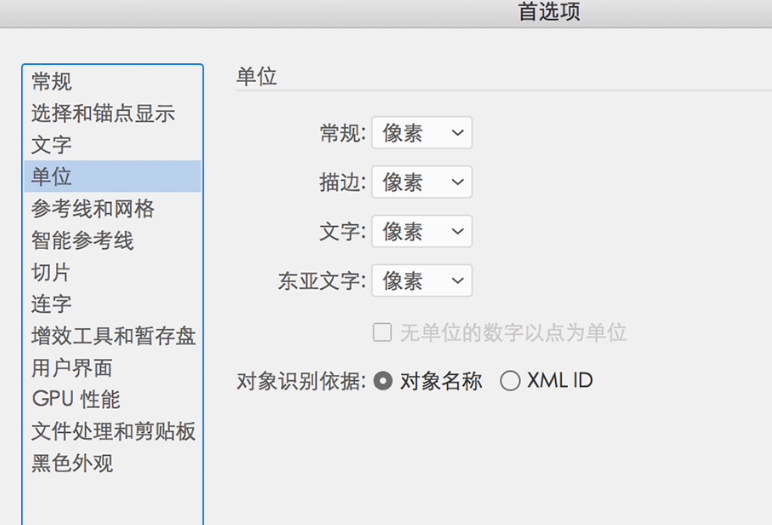 首选项
常规
选择和锚点显示
文字
单位
参考线和网格
智能参考线
切片
连字
增效工具和暂存盘
用户界面
GPU 性能
文件处理和剪贴板
黑色外观
单位
常规: 像素
描边: 像素
文字: 像素
东亚文字: 像素
无单位的数字以点为单位
对象识别依据: 对象名称 XML ID